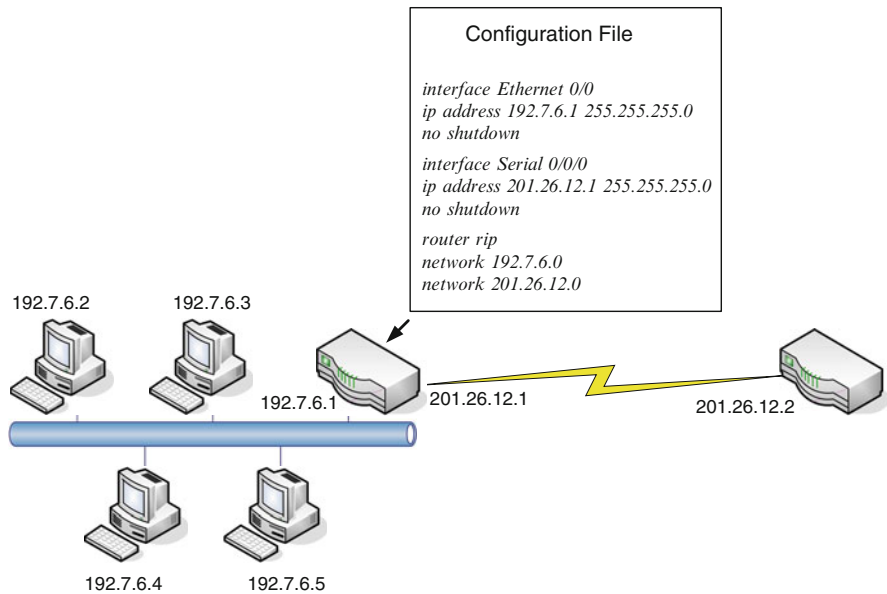 Configuration File
interface Ethernet 0/0
ip address 192.7.6.1 255.255.255.0
no shutdown
interface Serial 0/0/0
ip address 201.26.12.1 255.255.255.0
no shutdown
router rip
network 192.7.6.0
network 201.26.12.0
192.7.6.2
192.7.6.3
192.7.6.1
201.26.12.1
201.26.12.2
192.7.6.4
192.7.6.5